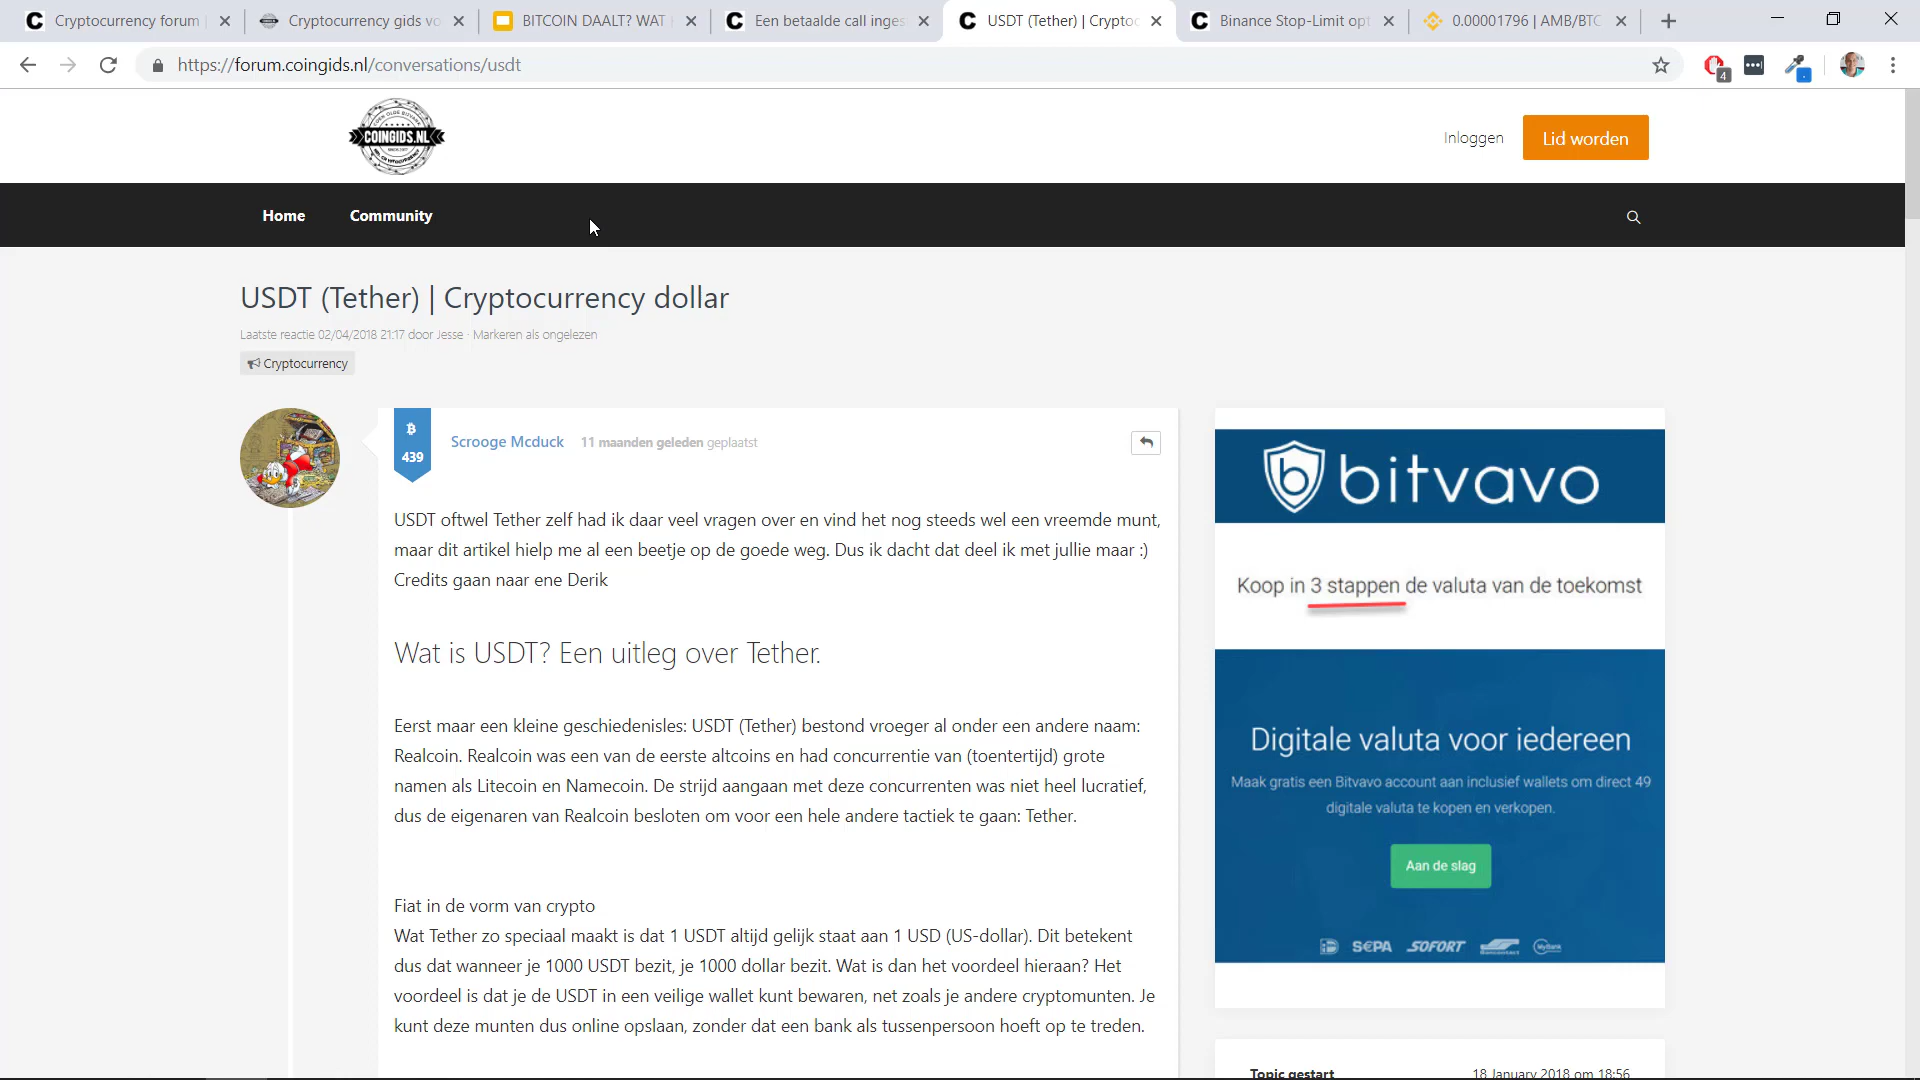 Cryptocurrency forum
Cryptocurrency gids vo
BITCOIN DAALT? WAT
Een betaalde call inges
USDT (Tether) | Cryptoc
Binance Stop-Limit opt
0.00001796 | AMB/BTC
https://forum.coingids.nl/conversations/usdt
4
COINGIDS.NL
Inloggen
Lid worden
Home
Community
USDT (Tether) | Cryptocurrency dollar
Laatste reactie 02/04/2018 21:17 door Jesse · Markeren als ongelezen
Cryptocurrency
439
Scrooge Mcduck 11 maanden geleden geplaatst
USDT oftwel Tether zelf had ik daar veel vragen over en vind het nog steeds wel een vreemde munt,
maar dit artikel hielp me al een beetje op de goede weg. Dus ik dacht dat deel ik met jullie maar :)
Credits gaan naar ene Derik
Wat is USDT? Een uitleg over Tether.
Eerst maar een kleine geschiedenisles: USDT (Tether) bestond vroeger al onder een andere naam:
Realcoin. Realcoin was een van de eerste altcoins en had concurrentie van (toentertijd) grote
namen als Litecoin en Namecoin. De strijd aangaan met deze concurrenten was niet heel lucratief,
dus de eigenaren van Realcoin besloten om voor een hele andere tactiek te gaan: Tether.
Fiat in de vorm van crypto
Wat Tether zo speciaal maakt is dat 1 USDT altijd gelijk staat aan 1 USD (US-dollar). Dit betekent
dus dat wanneer je 1000 USDT bezit, je 1000 dollar bezit. Wat is dan het voordeel hieraan? Het
voordeel is dat je de USDT in een veilige wallet kunt bewaren, net zoals je andere cryptomunten. Je
kunt deze munten dus online opslaan, zonder dat een bank als tussenpersoon hoeft op te treden.
bitvavo
Koop in 3 stappen de valuta van de toekomst
Digitale valuta voor iedereen
Maak gratis een Bitvavo account aan inclusief wallets om direct 49
digitale valuta te kopen en verkopen.
Aan de slag
SEPA SOFORT Bancontact MyBank
Topic gestart 18 January 2018 om 18:56